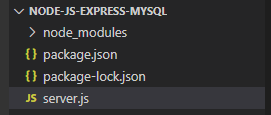 NODE-JS-EXPRESS-MYSQL
node_modules
{} package.json
{} package-lock.json
JS server.js